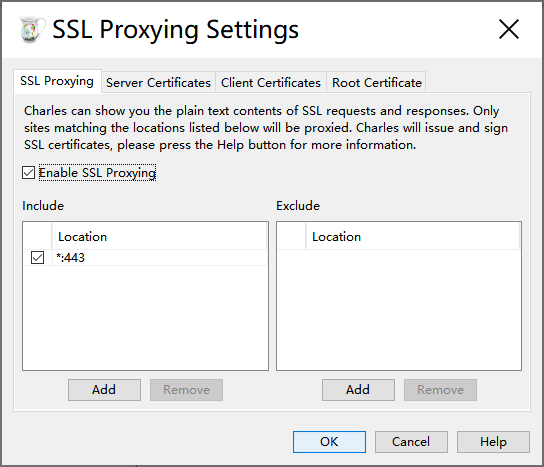 SSL Proxying Settings
SSL Proxying Server Certificates Client Certificates Root Certificate
Charles can show you the plain text contents of SSL requests and responses. Only
sites matching the locations listed below will be proxied. Charles will issue and sign
SSL certificates, please press the Help button for more information.
Enable SSL Proxying
Include Exclude
Location Location
*:443
Add Remove Add Remove
OK Cancel Help